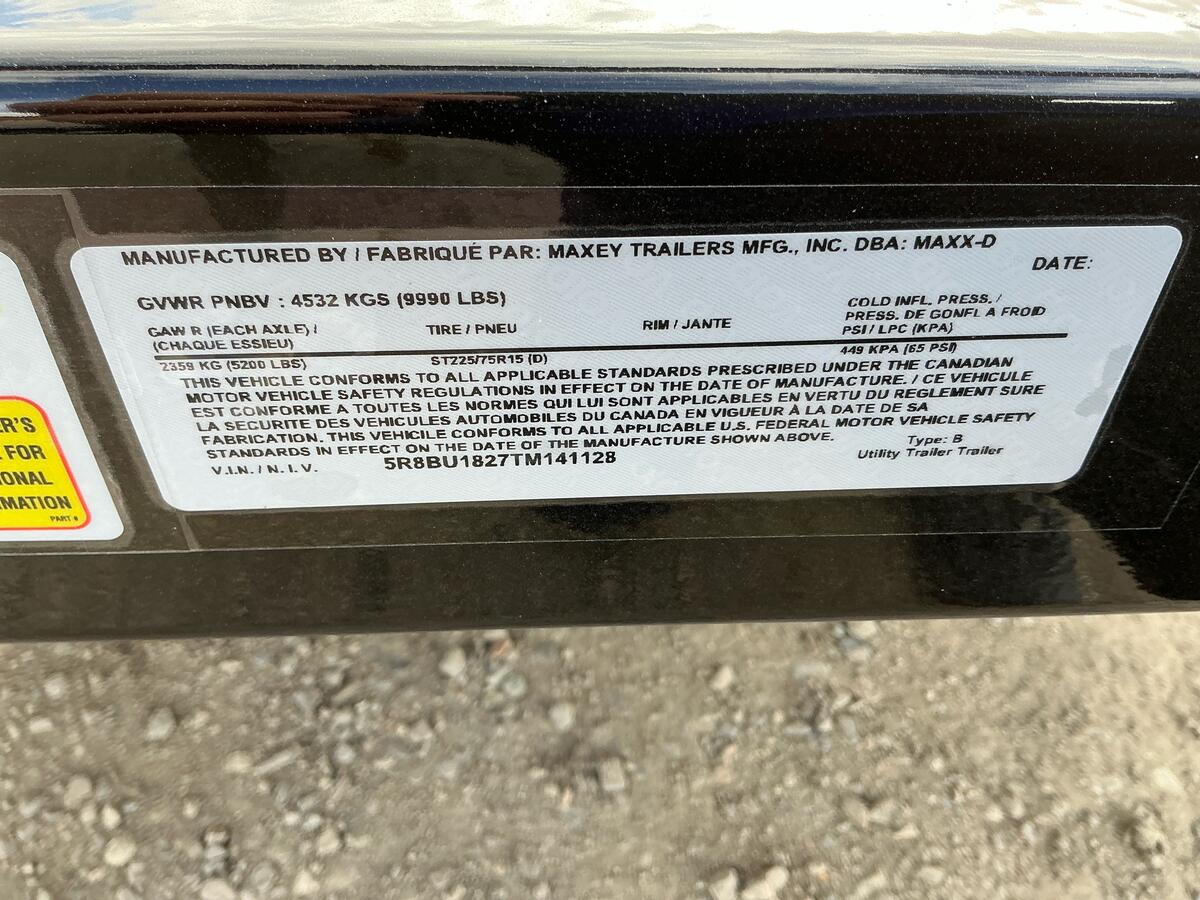 MANUFACTURED BY / FABRIQUÉ PAR: MAXEY TRAILERS MFG., INC. DBA: MAXX-D
DATE:
GVWR PNBV : 4532 KGS (9990 LBS)
GAWR (EACH AXLE) /
(CHAQUE ESSIEU)
TIRE / PNEU
RIM / JANTE
COLD INFL. PRESS. /
PRESS. DE GONFL A FROID
PSI / LPC (KPA)
2359 KG (5200 LBS)
ST225/75R15 (D)
449 KPA (65 PSI)
THIS VEHICLE CONFORMS TO ALL APPLICABLE STANDARDS PRESCRIBED UNDER THE CANADIAN
MOTOR VEHICLE SAFETY REGULATIONS IN EFFECT ON THE DATE OF MANUFACTURE. / CE VEHICULE
EST CONFORME A TOUTES LES NORMES QUI LUI SONT APPLICABLES EN VERTU DU REGLEMENT SURE
LA SECURITE DES VEHICULES AUTOMOBILES DU CANADA EN VIGUEUR À LA DATE DE SA
FABRICATION. THIS VEHICILE CONFORMS TO ALL APPLICABLE U.S. FEDERAL MOTOR VEHICLE SAFETY
STANDARDS IN EFFECT ON THE DATE OF THE MANUFACTURE SHOWN ABOVE.
Type: B
Utility Trailer Trailer
V.I.N. / N.I.V.
5R8BU1827TM141128
ER'S
FOR
IONAL
MATION
PART #